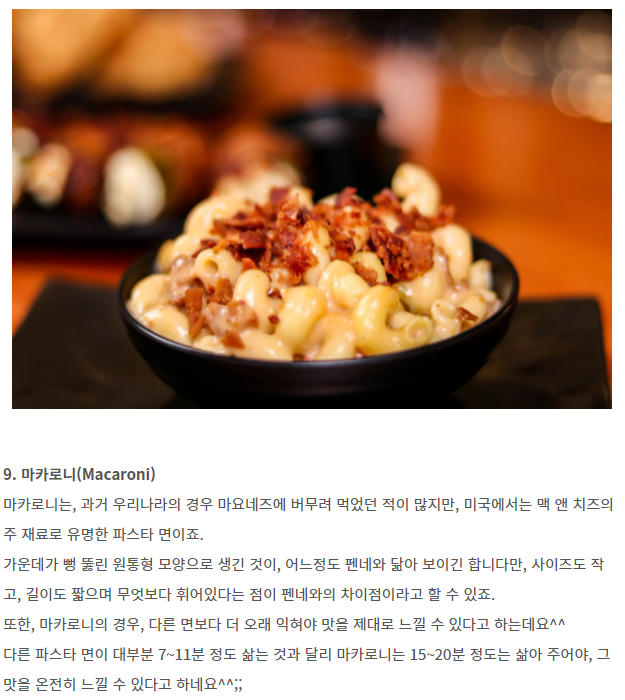 9. 마카로니(Macaroni)
마카로니는, 과거 우리나라의 경우 마요네즈에 버무려 먹었던 적이 많지만, 미국에서는 맥 앤 치즈의
주 재료로 유명한 파스타 면이죠.
가운데가 뻥 뚫린 원통형 모양으로 생긴 것이, 어느정도 펜네와 닮아 보이긴 합니다만, 사이즈도 작
고, 길이도 짧으며 무엇보다 휘어있다는 점이 펜네와의 차이점이라고 할 수 있죠.
또한, 마카로니의 경우, 다른 면보다 더 오래 익혀야 맛을 제대로 느낄 수 있다고 하는데요^^
다른 파스타 면이 대부분 7~11분 정도 삶는 것과 달리 마카로니는 15~20분 정도는 삶아 주어야, 그
맛을 온전히 느낄 수 있다고 하네요^^;;